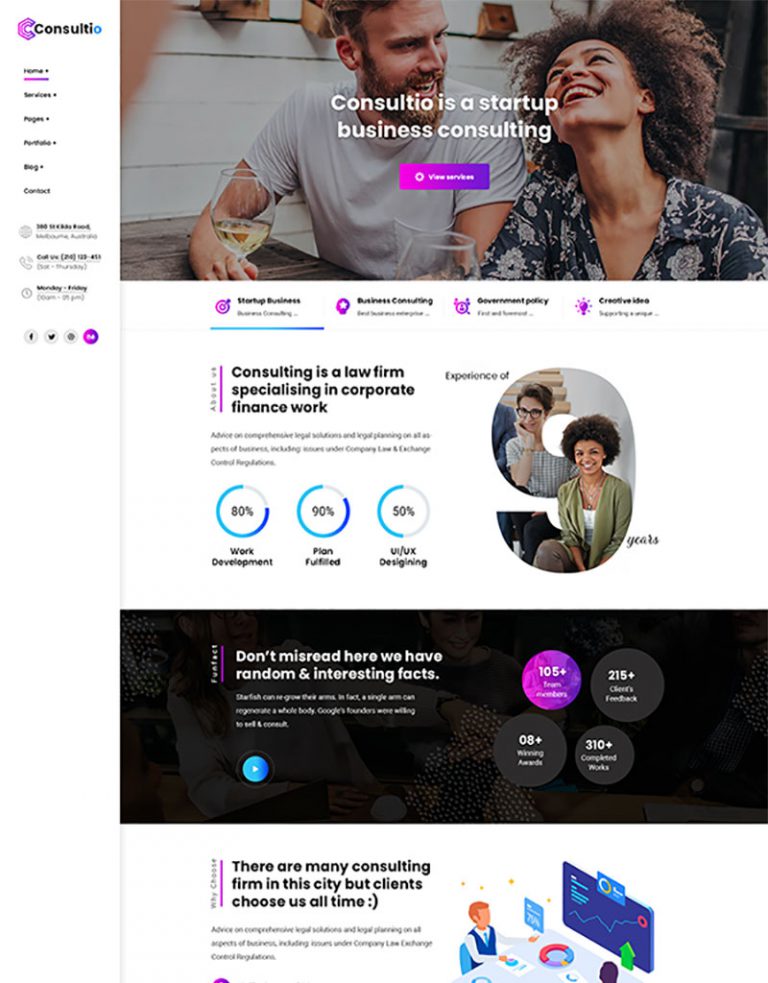 Consultio
Home +
Services +
Pages +
Portfolio +
Blog +
Contact
380 St Kilda Road,
Melbourne, Australia
Call Us: (210) 123-451
(Sat - Thursday)
Monday - Friday
(10am - 05 pm)
Consultio is a startup
business consulting
View services
Startup Business
Business Consulting ...
Business Consulting
Best business enterprise ...
Government policy
First and foremost ...
Creative idea
Supporting a unique ...
About us
Consulting is a law firm
specialising in corporate
finance work
Advice on comprehensive legal solutions and legal planning on all as-
pects of business, including: issues under Company Law & Exchange
Control Regulations.
80%
90%
50%
Work
Development
Plan
Fulfilled
UI/UX
Desigining
Experience of
9
years
Funfact
Don't misread here we have
random & interesting facts.
Starfish can re-grow their arms. In fact, a single arm can
regenerate a whole body. Google's founders were willing
to sell & consult.
105+
Team
members
215+
Client's
Feedback
08+
Winning
Awards
310+
Completed
Works
Why Choose
There are many consulting
firm in this city but clients
choose us all time :)
Advice on comprehensive legal solutions and legal planning on all
aspects of business, including: issues under Company Law Exchange
Control Regulations.
75%